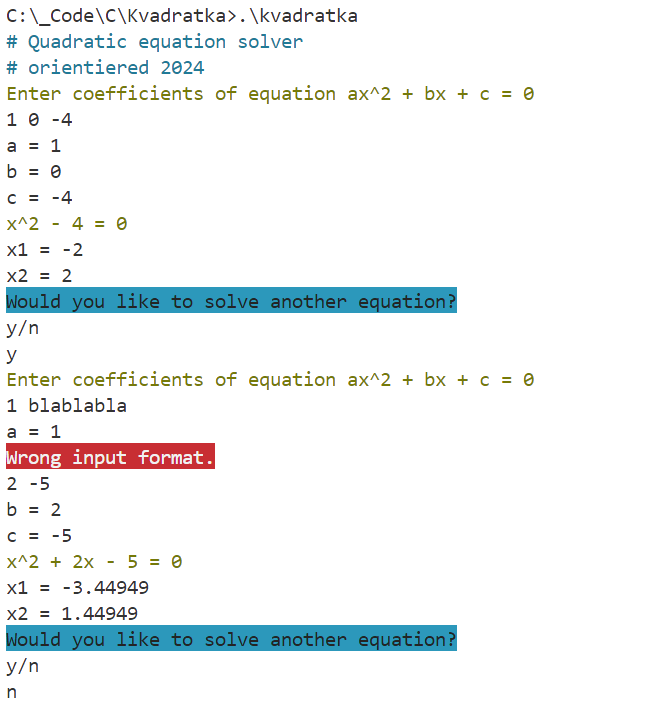 C:\_Code\C\Kvadratka>.\kvadratka
# Quadratic equation solver
# orientiered 2024
Enter coefficients of equation ax^2 + bx + c = 0
1 0 -4
a = 1
b = 0
c = -4
x^2 - 4 = 0
x1 = -2
x2 = 2
Would you like to solve another equation?
y/n
y
Enter coefficients of equation ax^2 + bx + c = 0
1 blablabla
a = 1
Wrong input format.
2 -5
b = 2
c = -5
x^2 + 2x - 5 = 0
x1 = -3.44949
x2 = 1.44949
Would you like to solve another equation?
y/n
n